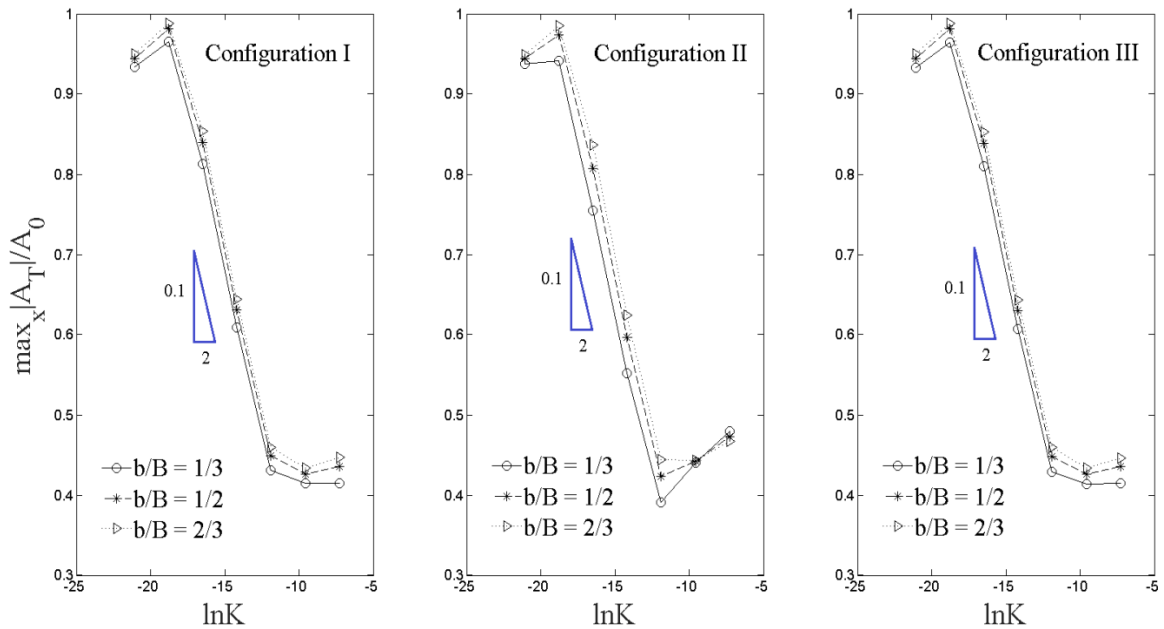 max_x|A_T|/A_0
1
0.9
0.8
0.7
0.6
0.5
0.4
0.3
-25
-20
-15
-10
-5
lnK
Configuration I
0.1
2
b/B = 1/3
b/B = 1/2
b/B = 2/3
1
0.9
0.8
0.7
0.6
0.5
0.4
0.3
-25
-20
-15
-10
-5
lnK
Configuration II
0.1
2
b/B = 1/3
b/B = 1/2
b/B = 2/3
1
0.9
0.8
0.7
0.6
0.5
0.4
0.3
-25
-20
-15
-10
-5
lnK
Configuration III
0.1
2
b/B = 1/3
b/B = 1/2
b/B = 2/3